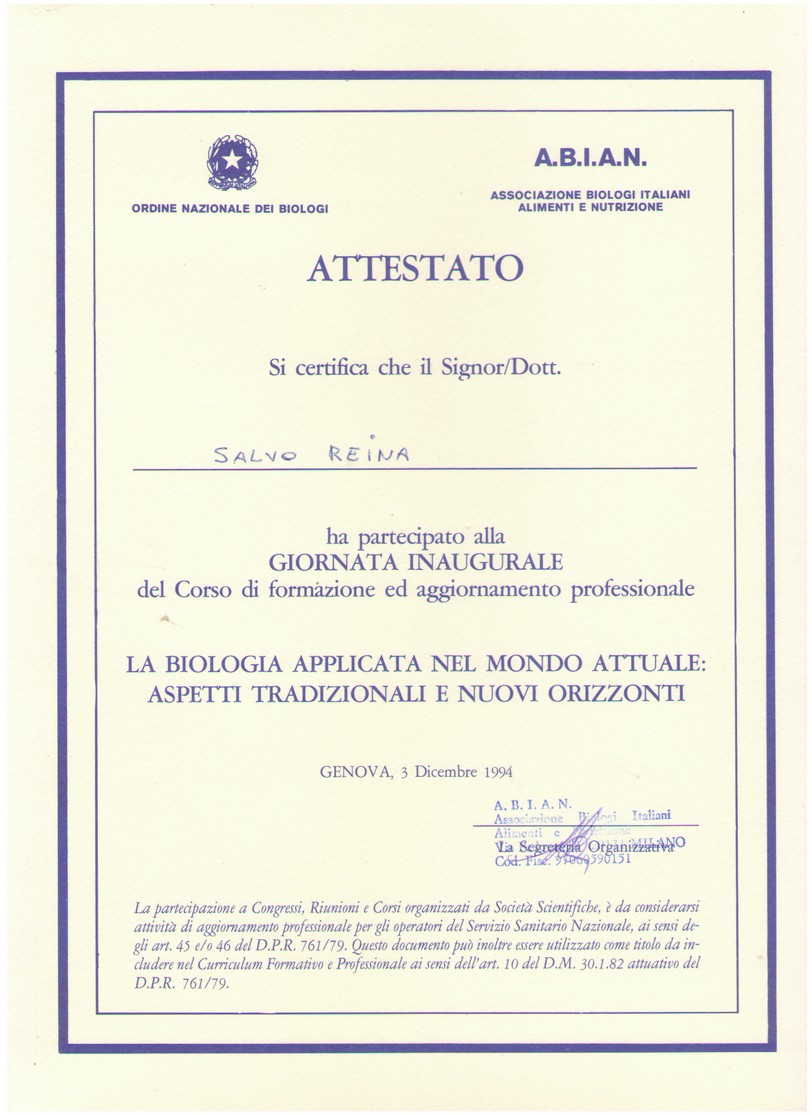 ORDINE NAZIONALE DEI BIOLOGI
A.B.I.A.N.
ASSOCIAZIONE BIOLOGI ITALIANI
ALIMENTI E NUTRIZIONE
ATTESTATO
Si certifica che il Signor/Dott.
SALVO REINA
ha partecipato alla
GIORNATA INAUGURALE
del Corso di formazione ed aggiornamento professionale
LA BIOLOGIA APPLICATA NEL MONDO ATTUALE:
ASPETTI TRADIZIONALI E NUOVI ORIZZONTI
GENOVA, 3 Dicembre 1994
A. B. I. A. N.
Associazione Biologi Italiani
Alimenti e
MILANO
La Segreteria Organizzativa
Cod. Fisc.
La partecipazione a Congressi, Riunioni e Corsi organizzati da Società Scientifiche, è da considerarsi
attività di aggiornamento professionale per gli operatori del Servizio Sanitario Nazionale, ai sensi de-
gli art. 45 e/o 46 del D.P.R. 761/79. Questo documento può inoltre essere utilizzato come titolo da in-
cludere nel Curriculum Formativo e Professionale ai sensi dell'art. 10 del D.M. 30.1.82 attuativo del
D.P.R. 761/79.